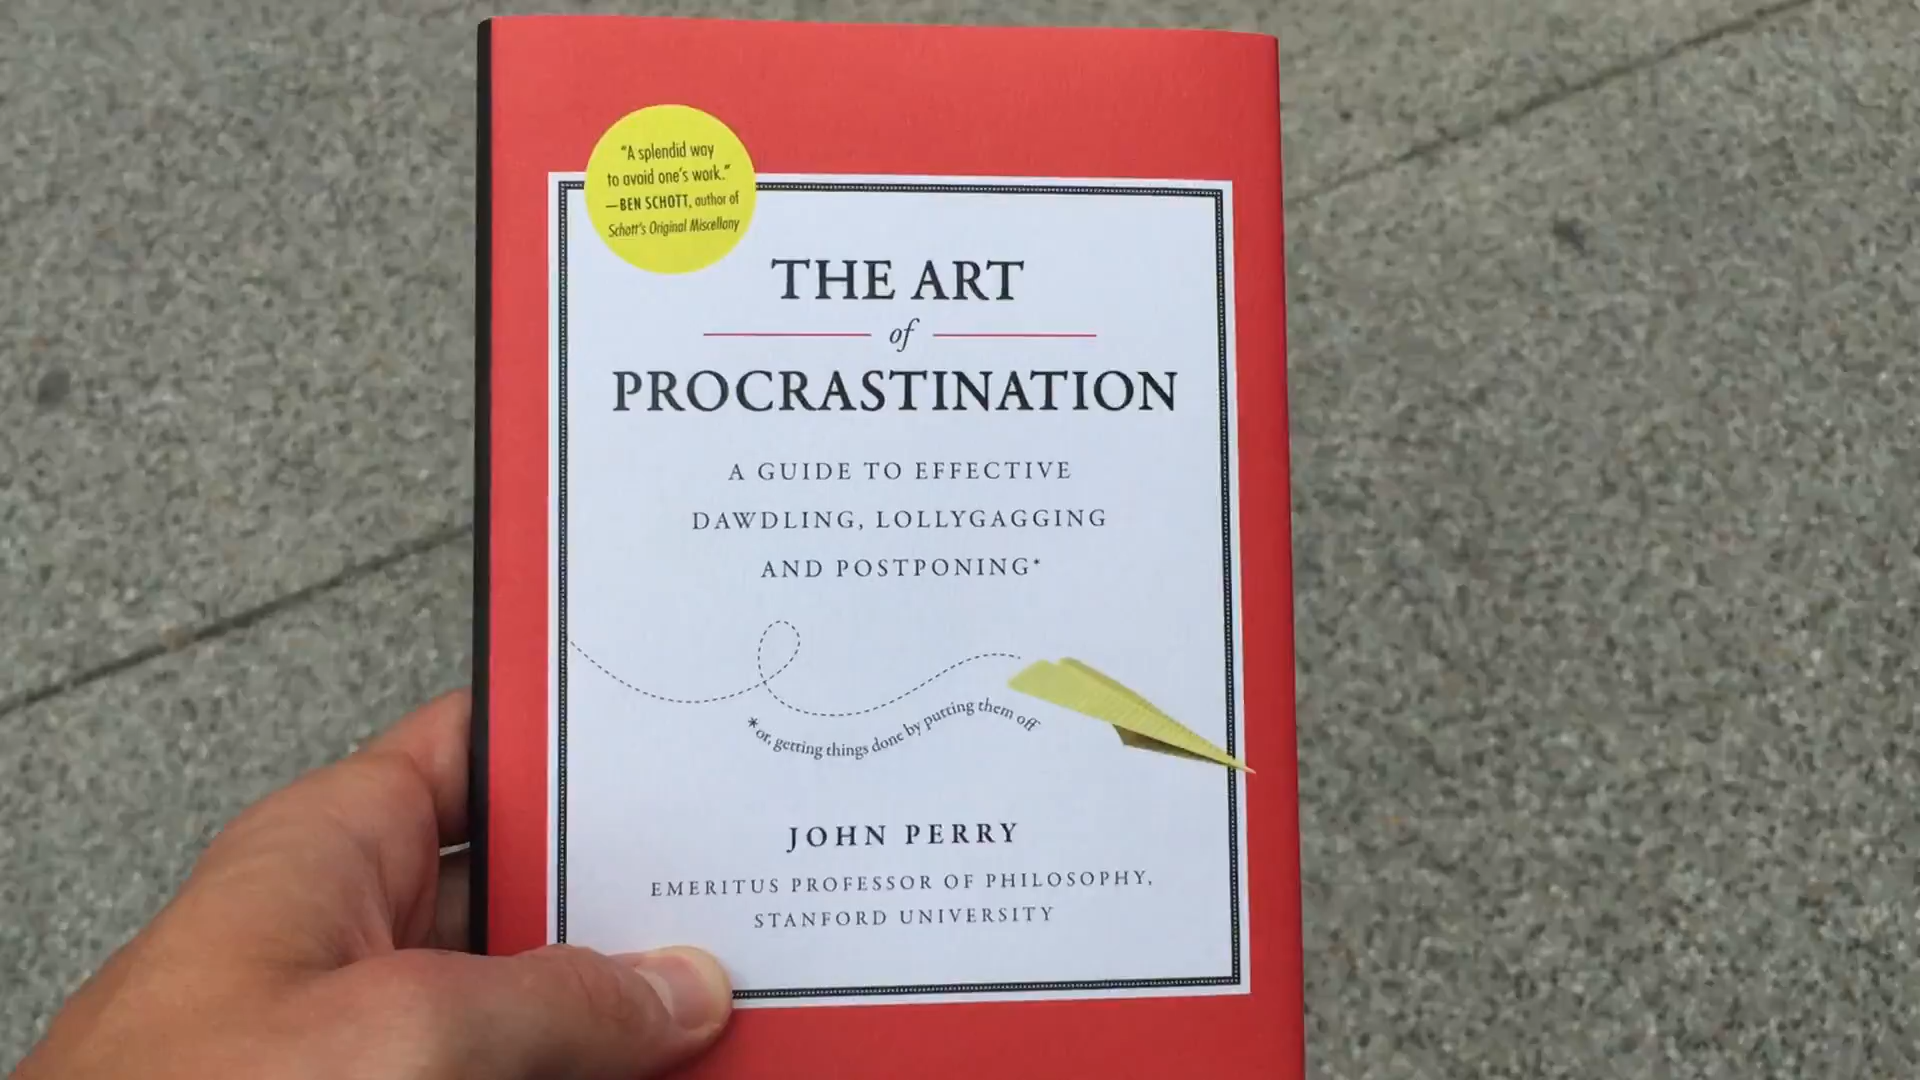 "A splendid way
to avoid one's work."
—BEN SCHOTT, author of
Schott's Original Miscellany
THE ART
of
PROCRASTINATION
A GUIDE TO EFFECTIVE
DAWDLING, LOLLYGAGGING
AND POSTPONING*
*or, getting things done by putting them off
JOHN PERRY
EMERITUS PROFESSOR OF PHILOSOPHY,
STANFORD UNIVERSITY